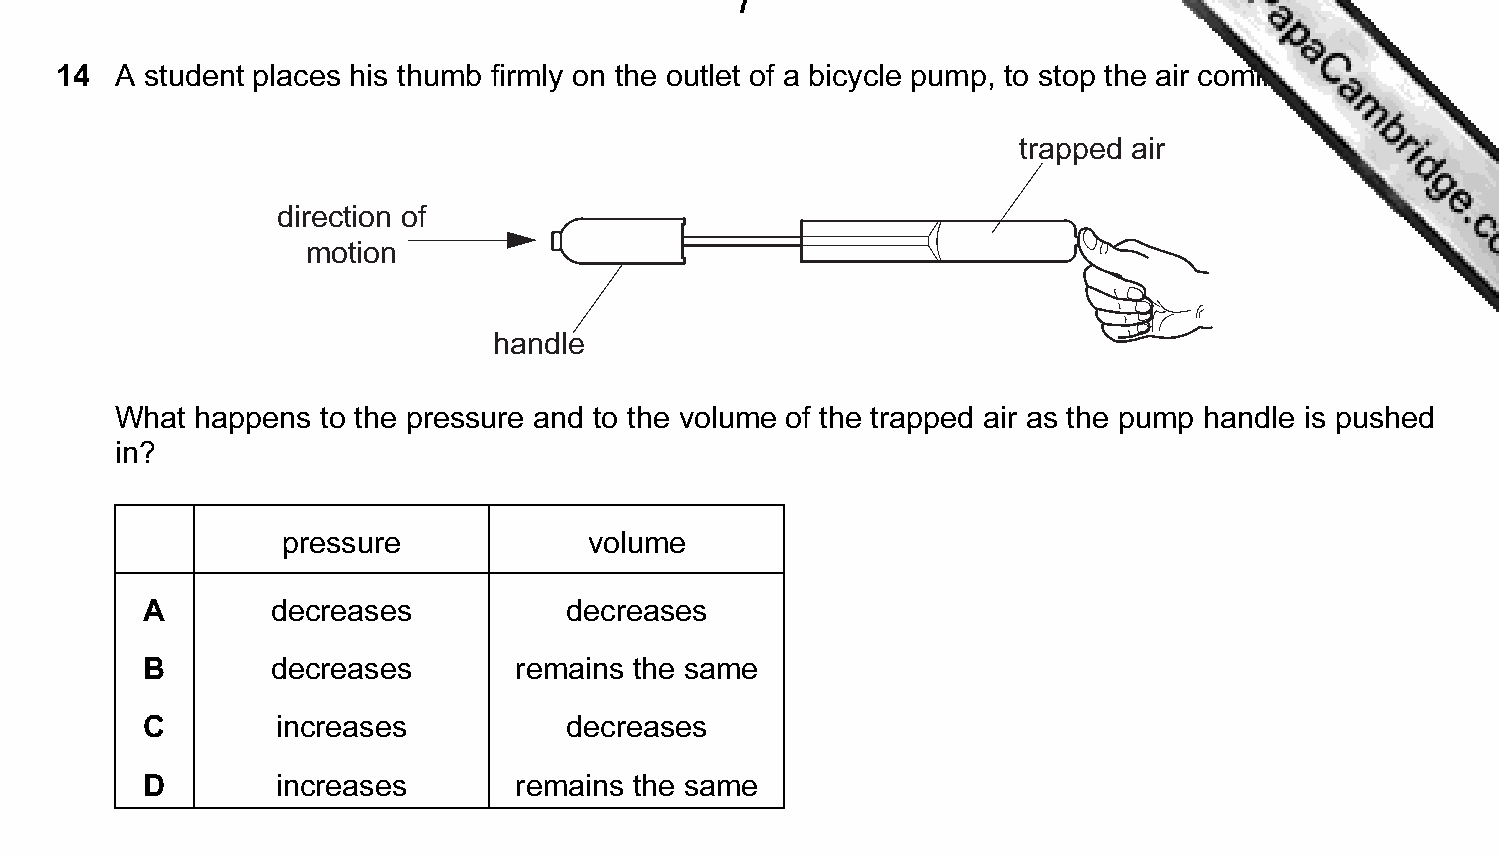 14 A student places his thumb firmly on the outlet of a bicycle pump, to stop the air
PapaCambridge.co
trapped air
direction of
motion
handle
What happens to the pressure and to the volume of the trapped air as the pump handle is pushed
in?
pressure volume
A decreases decreases
B decreases remains the same
C increases decreases
D increases remains the same